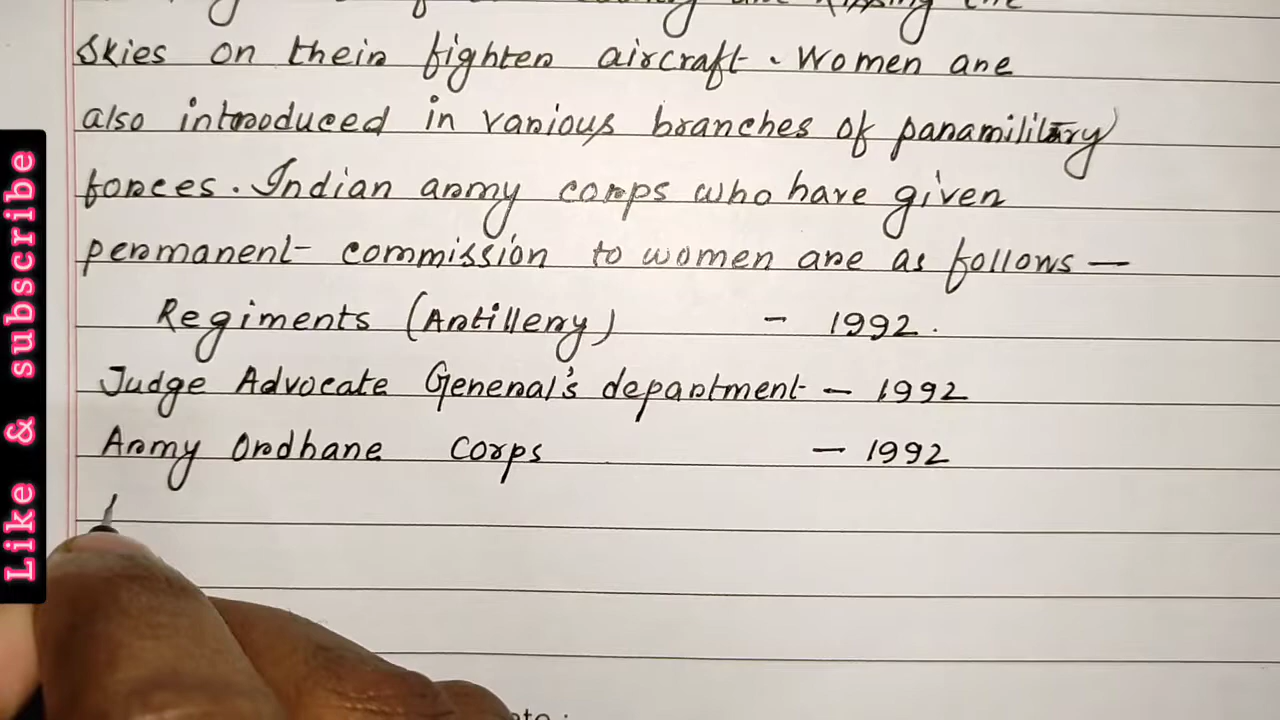 skies on their fighter aircraft. Women are
also introduced in various branches of paramilitary
forces. Indian army corps who have given
permanent commission to women are as follows —
Regiments (Artillery) - 1992.
Judge Advocate General's department - 1992
Army Ordhane Corps - 1992
Like & subscribe